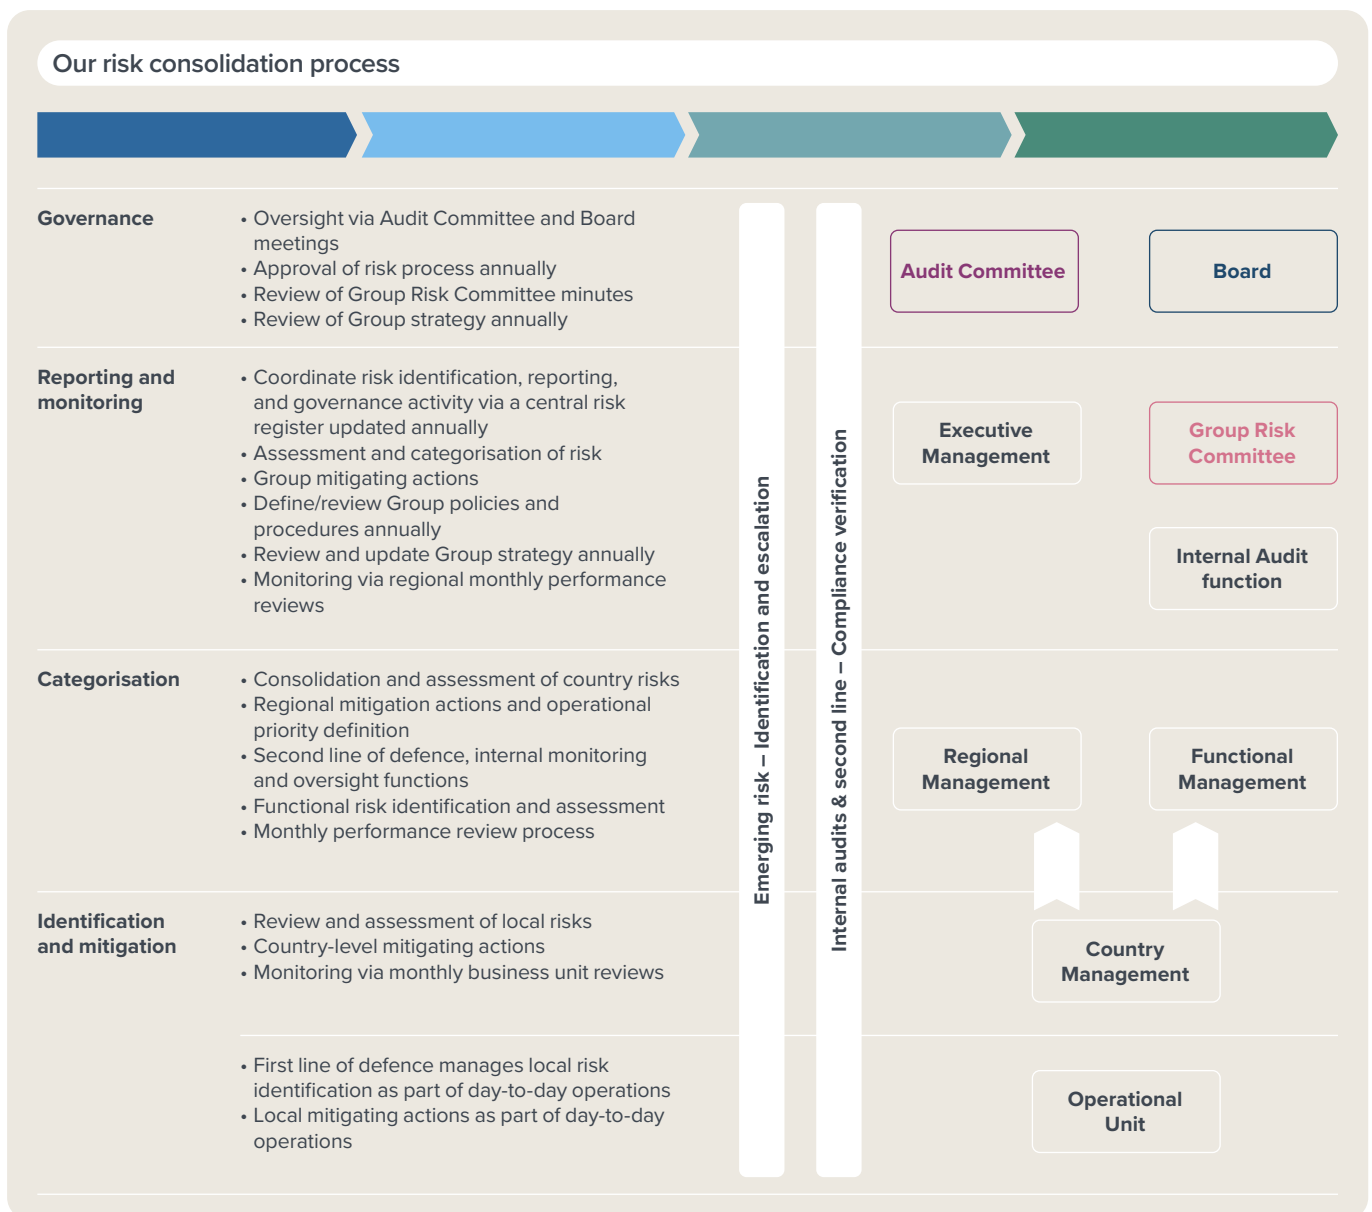 Our risk consolidation process
Governance
• Oversight via Audit Committee and Board
meetings
• Approval of risk process annually
• Review of Group Risk Committee minutes
• Review of Group strategy annually
Audit Committee
Board
Reporting and
monitoring
• Coordinate risk identification, reporting,
and governance activity via a central risk
register updated annually
• Assessment and categorisation of risk
• Group mitigating actions
• Define/review Group policies and
procedures annually
• Review and update Group strategy annually
• Monitoring via regional monthly performance
reviews
Executive
Management
Group Risk
Committee
Internal Audit
function
Categorisation
• Consolidation and assessment of country risks
• Regional mitigation actions and operational
priority definition
• Second line of defence, internal monitoring
and oversight functions
• Functional risk identification and assessment
• Monthly performance review process
Regional
Management
Functional
Management
Identification
and mitigation
• Review and assessment of local risks
• Country-level mitigating actions
• Monitoring via monthly business unit reviews
Country
Management
• First line of defence manages local risk
identification as part of day-to-day operations
• Local mitigating actions as part of day-to-day
operations
Operational
Unit
Emerging risk – Identification and escalation
Internal audits & second line – Compliance verification